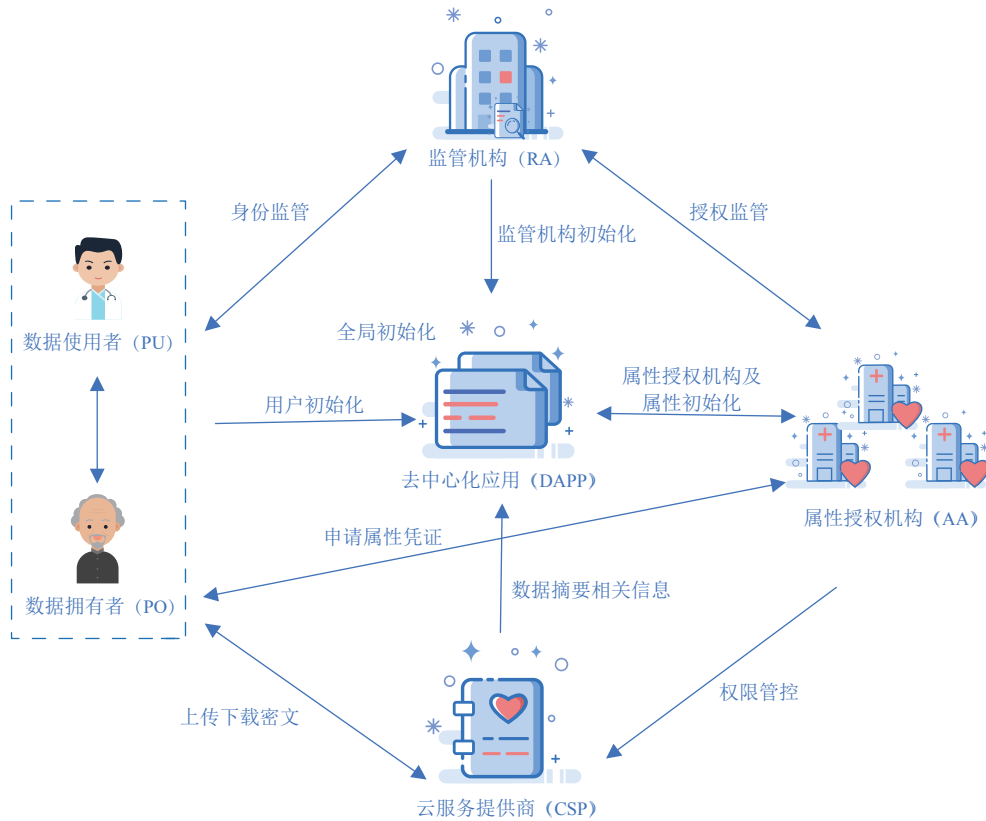 监管机构（RA）
身份监管
授权监管
监管机构初始化
数据使用者（PU）
全局初始化
用户初始化
属性授权机构及
属性初始化
去中心化应用（DAPP）
属性授权机构（AA）
申请属性凭证
数据摘要相关信息
数据拥有者（PO）
上传下载密文
权限管控
云服务提供商（CSP）